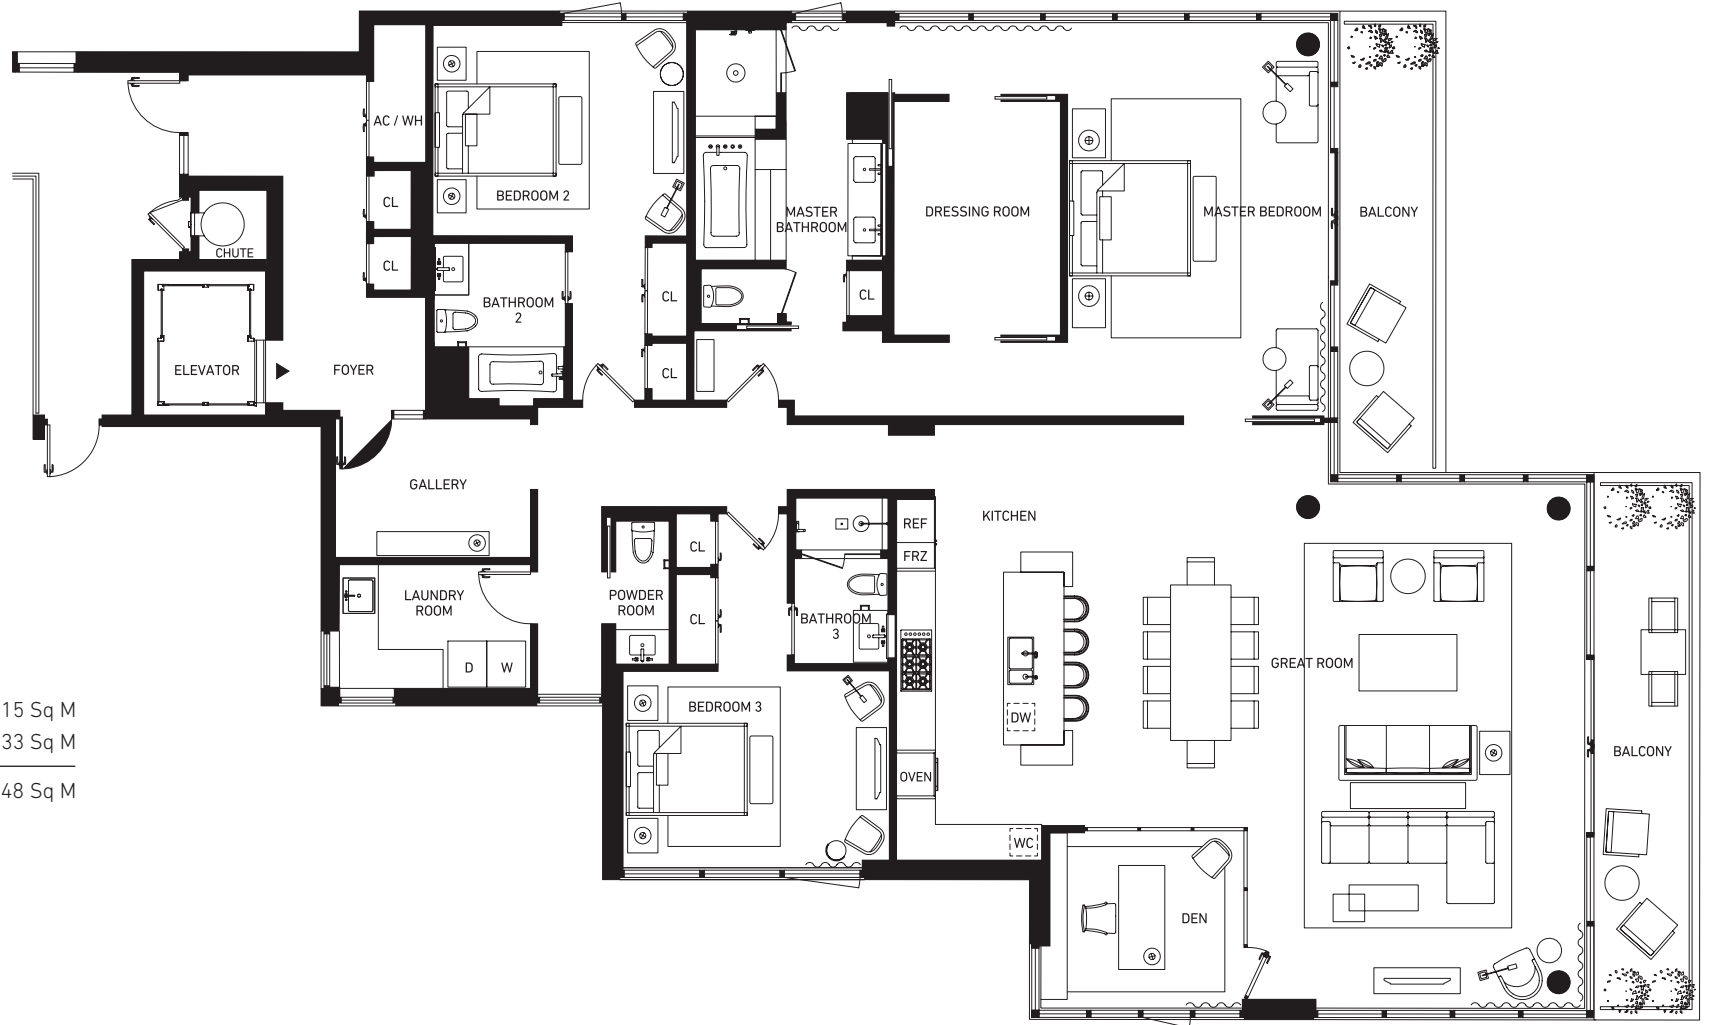 AC / WH
CL
CL
CHUTE
ELEVATOR
FOYER
BEDROOM 2
BATHROOM
2
CL
CL
MASTER
BATHROOM
CL
DRESSING ROOM
MASTER BEDROOM
BALCONY
GALLERY
LAUNDRY
ROOM
D
W
POWDER
ROOM
CL
CL
BATHROOM
3
BEDROOM 3
REF
FRZ
OVEN
KITCHEN
DW
WC
DEN
GREAT ROOM
BALCONY
15 Sq M
33 Sq M
48 Sq M